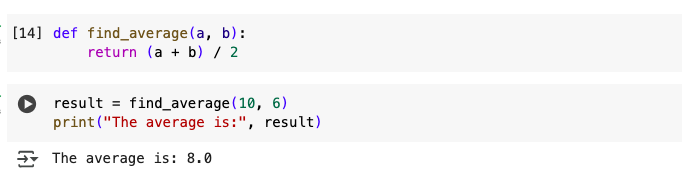 [14] def find_average(a, b):
    return (a + b) / 2
result = find_average(10, 6)
print("The average is:", result)
The average is: 8.0